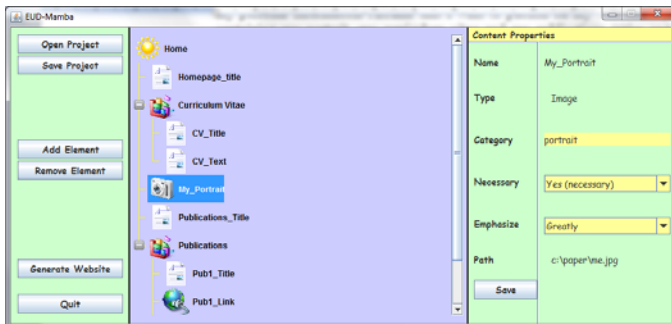 EUD-Mamba
Open Project
Save Project
Add Element
Remove Element
Generate Website
Quit
Home
Homepage_title
Curriculum Vitae
CV_Title
CV_Text
My_Portrait
Publications_Title
Publications
Pub1_Title
Pub1_Link
Content Properties
Name My_Portrait
Type Image
Category portrait
Necessary Yes (necessary)
Emphasize Greatly
Path c:\paper\me.jpg
Save